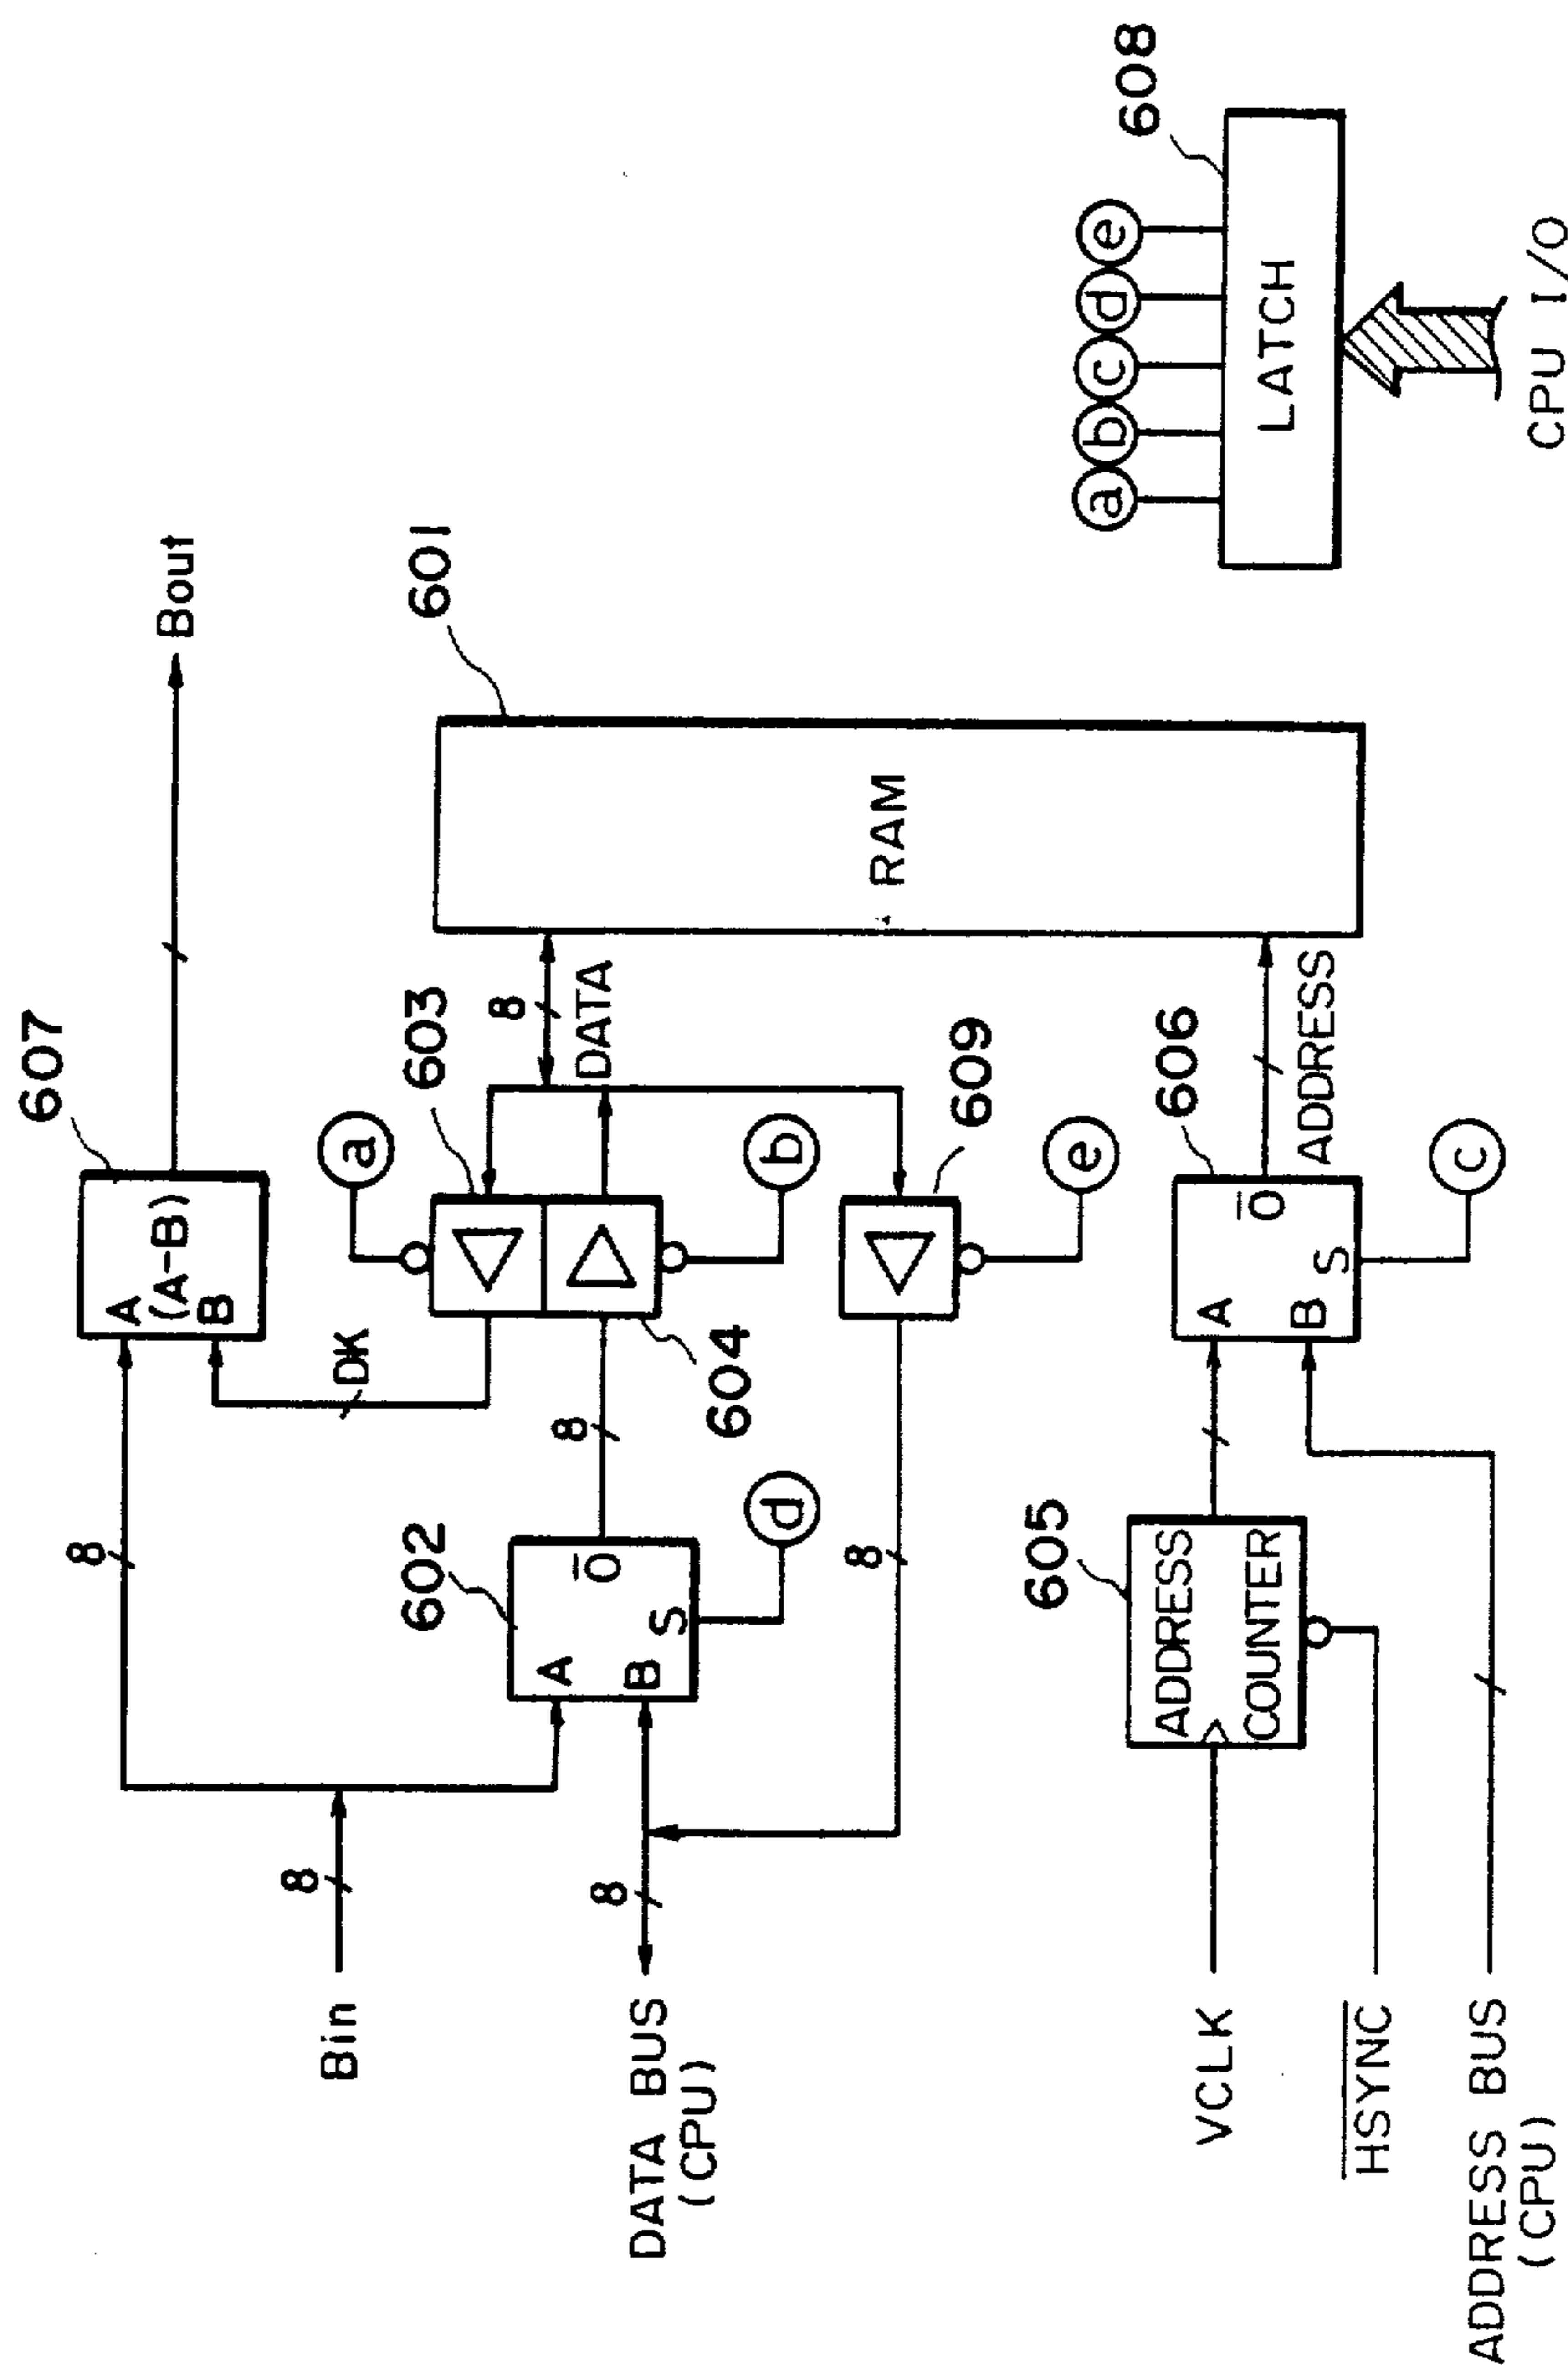 607
Bout
A
(A-B)
B
8
DK
a
603
8
DATA
601
RAM
Bin
8
602
A
B
S
O̅
8
604
b
d
DATA BUS
(CPU)
8
8
609
e
605
ADDRESS
COUNTER
606
A
B
S
O̅
ADDRESS
c
VCLK
H̅S̅Y̅N̅C̅
ADDRESS BUS
(CPU)
a b c d e
608
LATCH
CPU I/O